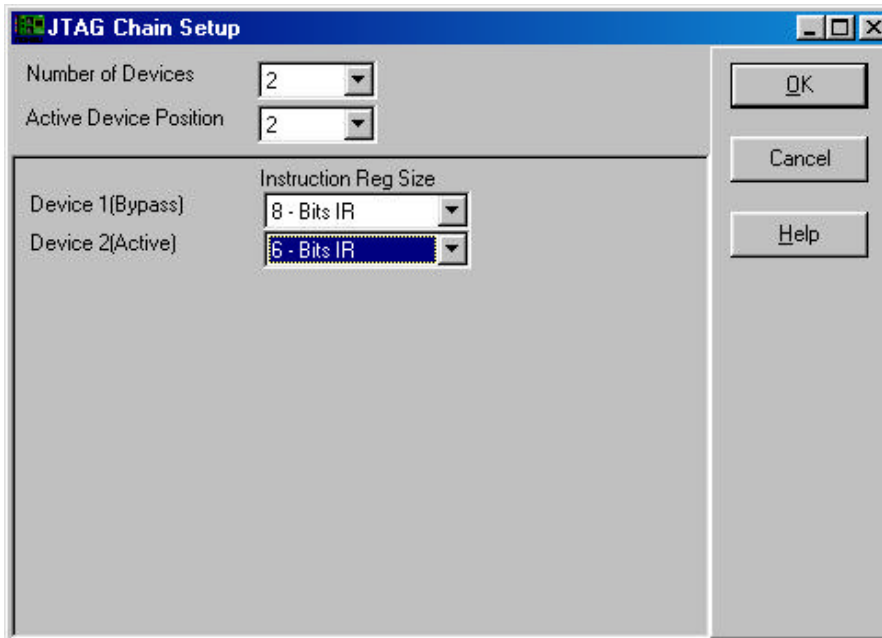 JTAG Chain Setup
Number of Devices
2
OK
Active Device Position
2
Cancel
Instruction Reg Size
Device 1(Bypass)
8 - Bits IR
Help
Device 2(Active)
6 - Bits IR